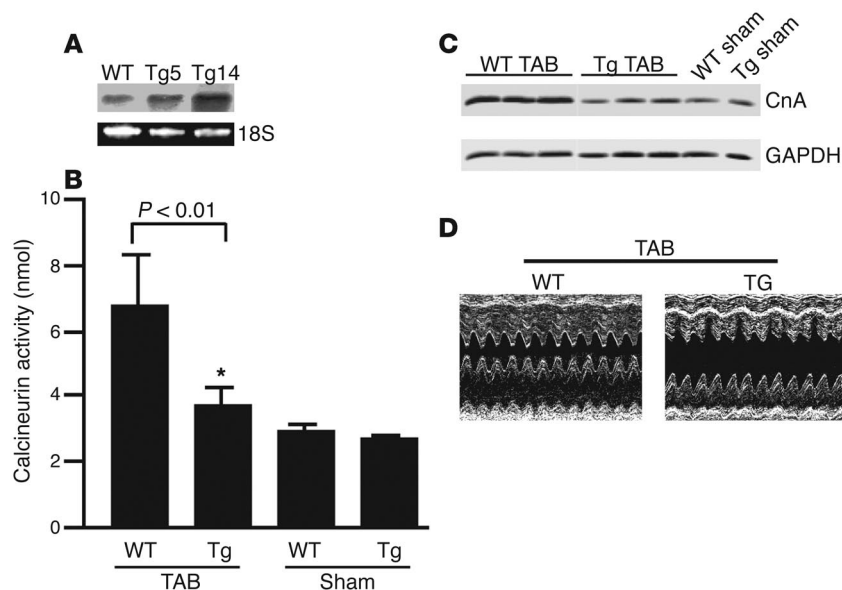 A
WT Tg5 Tg14
18S
B
Calcineurin activity (nmol)
10
8
6
4
2
0
P < 0.01
*
WT Tg WT Tg
TAB Sham
C
WT TAB Tg TAB WT sham Tg sham
CnA
GAPDH
D
TAB
WT TG